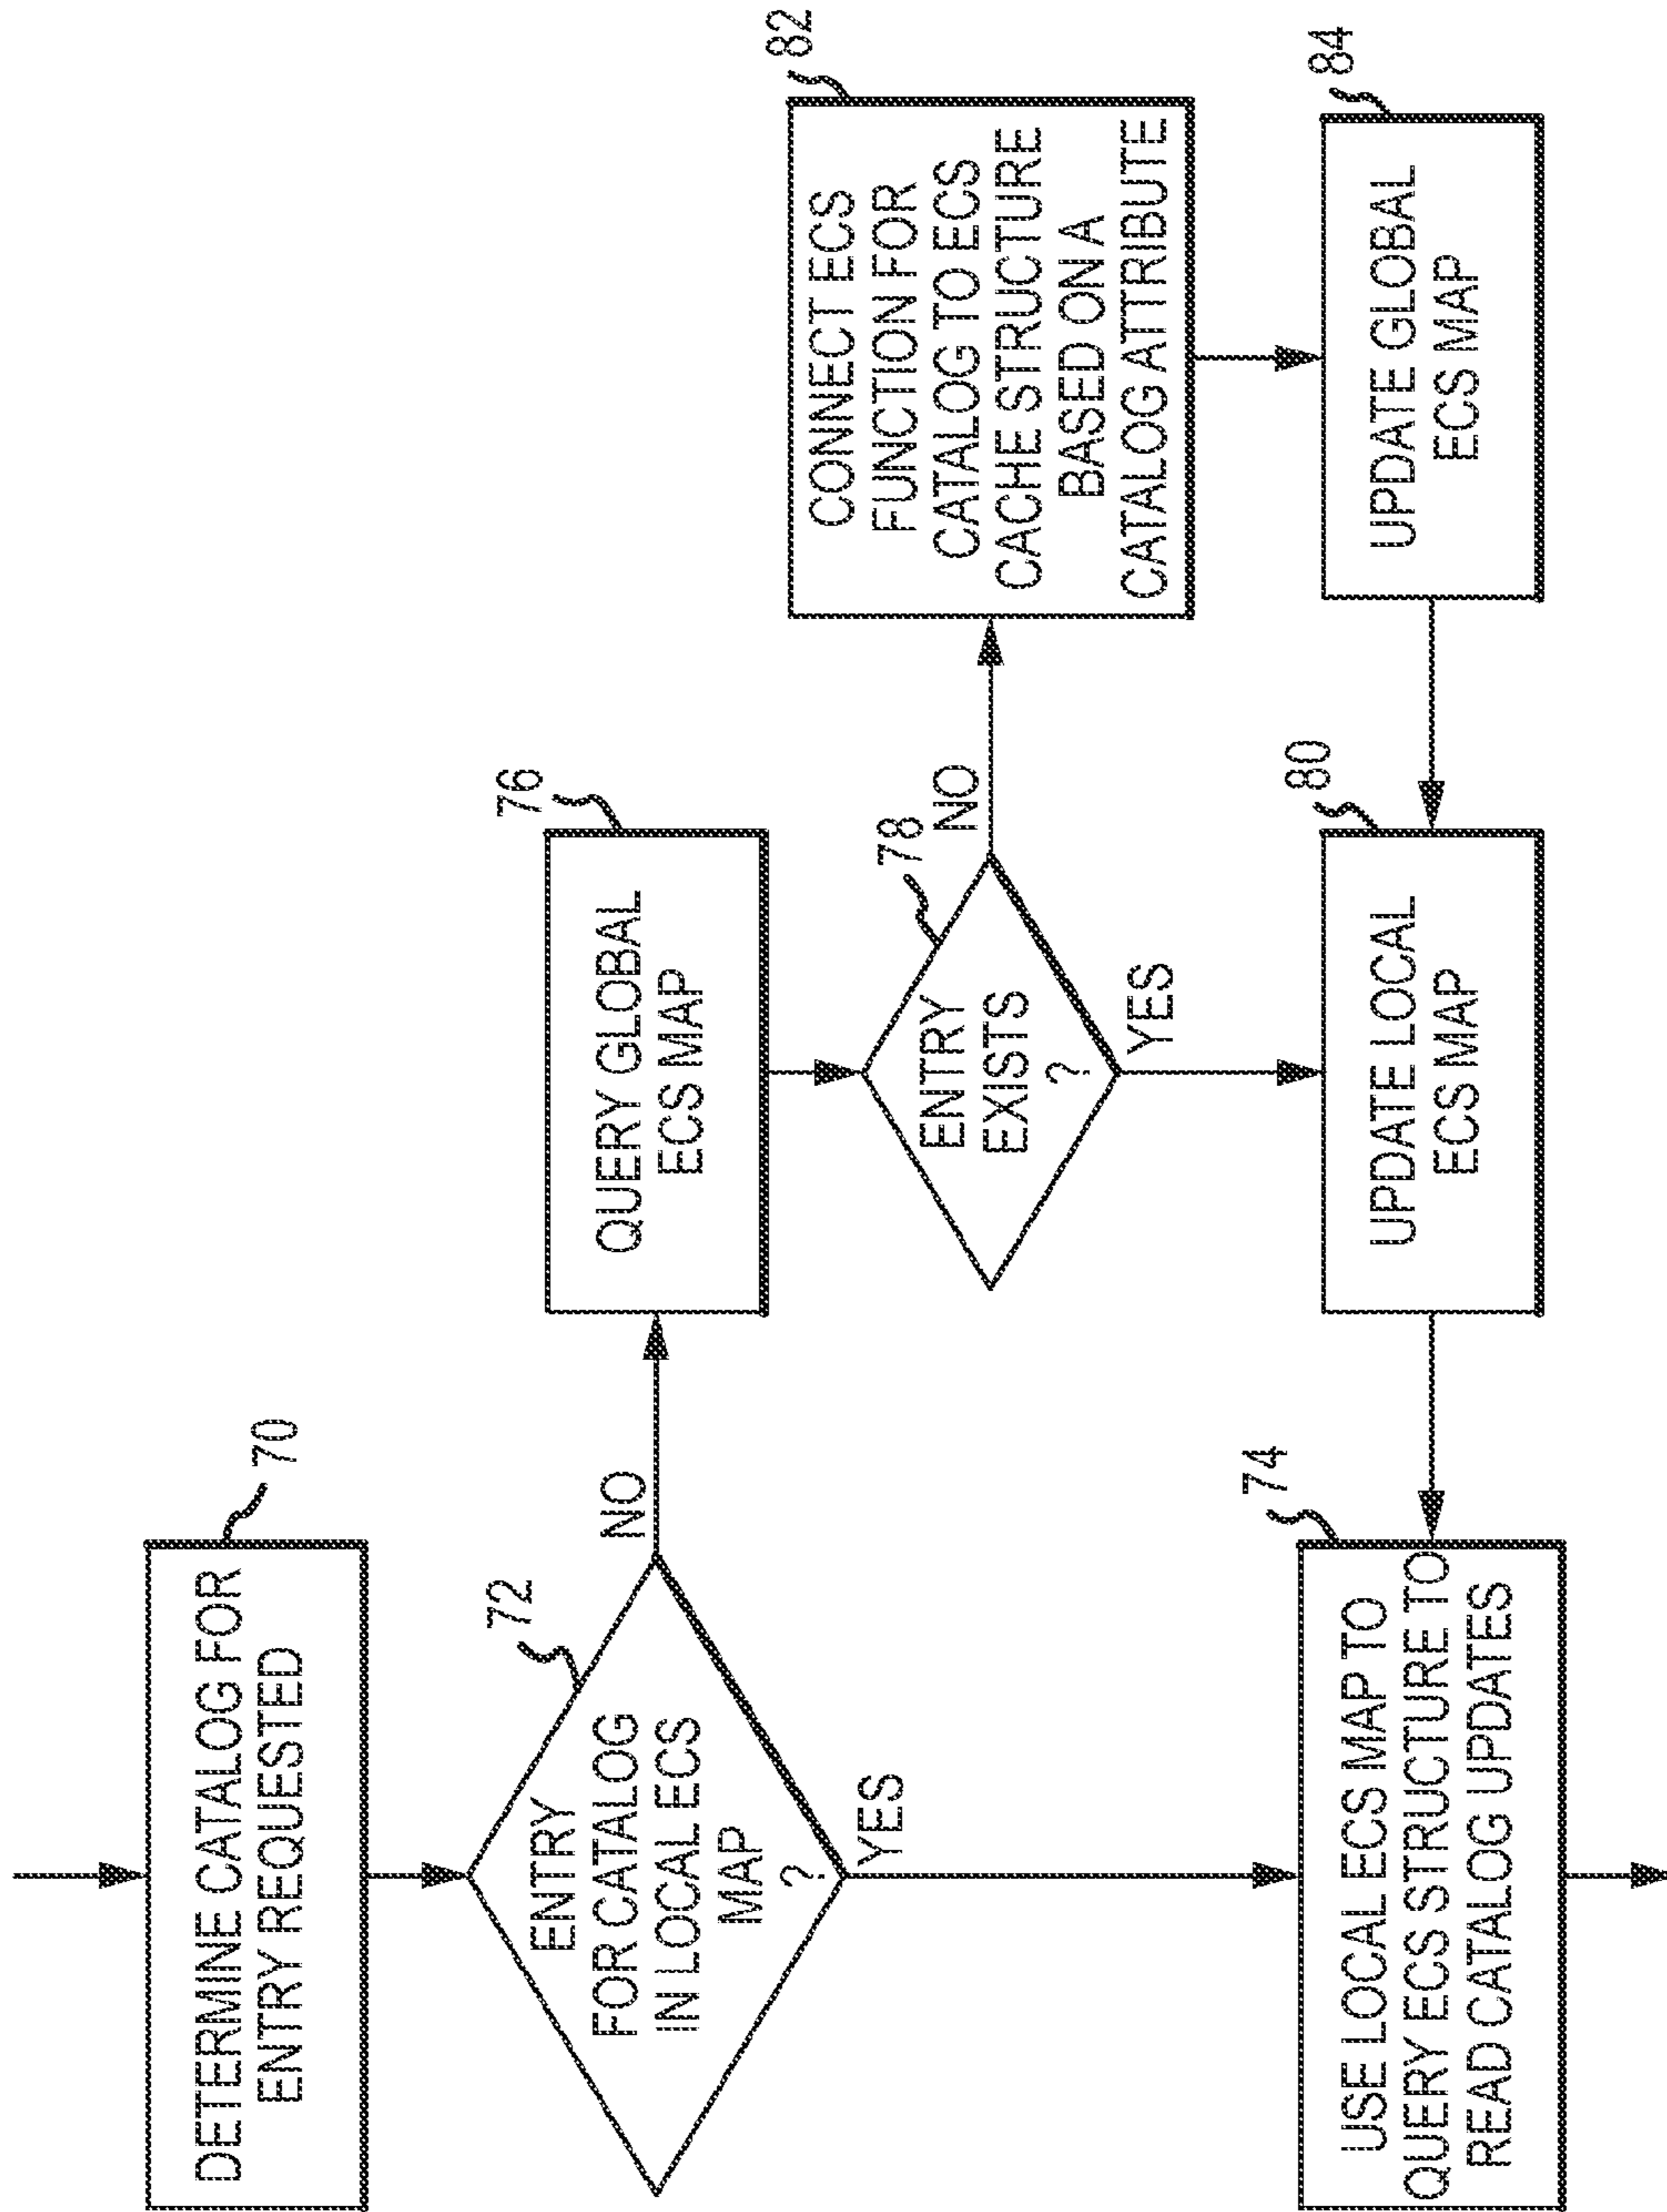 70
DETERMINE CATALOG FOR
ENTRY REQUESTED
72
ENTRY
FOR CATALOG
IN LOCAL ECS
MAP
?
NO
YES
74
USE LOCAL ECS MAP TO
QUERY ECS STRUCTURE TO
READ CATALOG UPDATES
76
QUERY GLOBAL
ECS MAP
78
ENTRY
EXISTS
?
NO
YES
80
UPDATE LOCAL
ECS MAP
82
CONNECT ECS
FUNCTION FOR
CATALOG TO ECS
CACHE STRUCTURE
BASED ON A
CATALOG ATTRIBUTE
84
UPDATE GLOBAL
ECS MAP